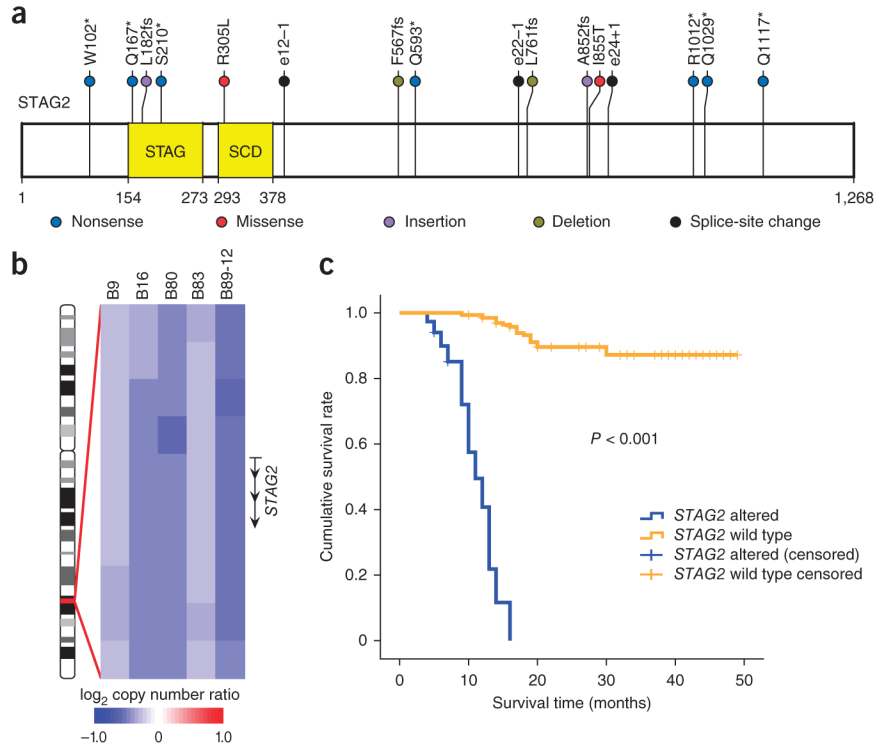 a
W102*
Q167*
L182fs
S210*
R305L
e12−1
F567fs
Q593*
e22−1
L761fs
A852fs
I855T
e24+1
R1012*
Q1029*
Q1117*
STAG2
STAG
SCD
1
154
273
293
378
1,268
Nonsense
Missense
Insertion
Deletion
Splice-site change
b
B9
B16
B80
B83
B89-12
STAG2
log2 copy number ratio
−1.0
0
1.0
c
Cumulative survival rate
1.0
0.8
0.6
0.4
0.2
0
P < 0.001
STAG2 altered
STAG2 wild type
STAG2 altered (censored)
STAG2 wild type censored
0
10
20
30
40
50
Survival time (months)